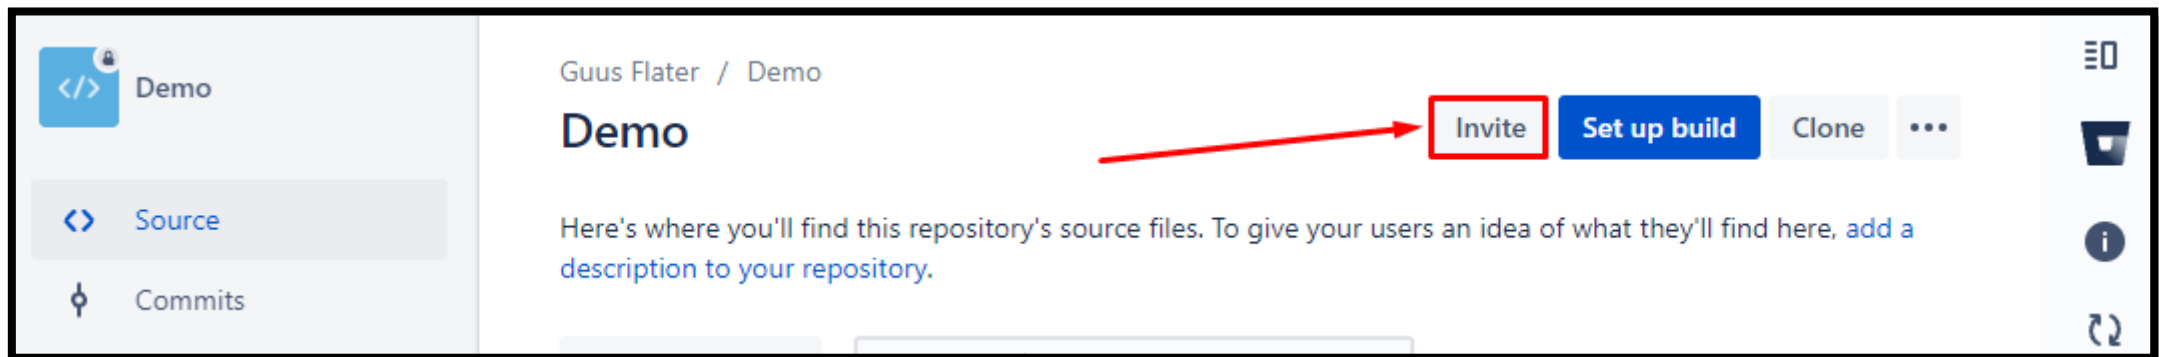 Demo
Source
Commits
Guus Flater / Demo
Demo
Invite
Set up build
Clone
Here's where you'll find this repository's source files. To give your users an idea of what they'll find here, add a
description to your repository.